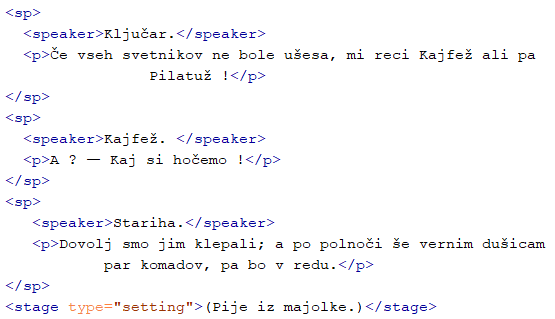 <sp>
<speaker>Ključar.</speaker>
<p>Če vseh svetnikov ne bole ušesa, mi reci Kajfež ali pa
Pilatuž !</p>
</sp>
<sp>
<speaker>Kajfež. </speaker>
<p>A ? — Kaj si hočemo !</p>
</sp>
<sp>
<speaker>Stariha.</speaker>
<p>Dovolj smo jim klepali; a po polnoči še vernim dušicam
par komadov, pa bo v redu.</p>
</sp>
<stage type="setting">(Pije iz majolke.)</stage>